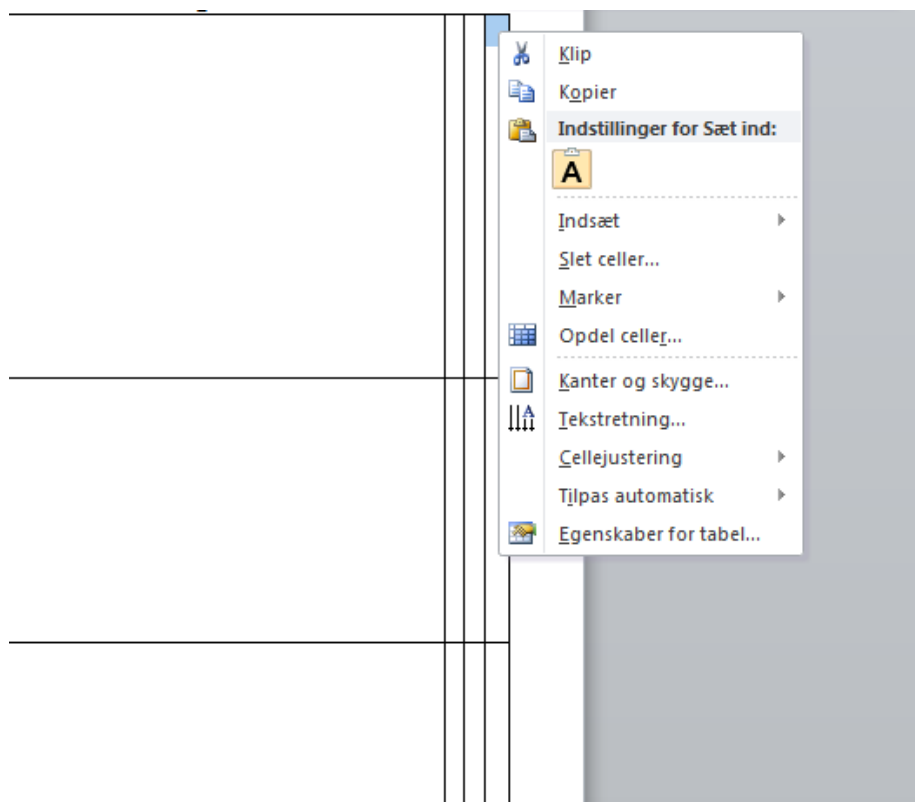 Klip
Kopier
Indstillinger for Sæt ind:
A
Indsæt
Slet celler...
Marker
Opdel celler...
Kanter og skygge...
Tekstretning...
Cellejustering
Tilpas automatisk
Egenskaber for tabel...